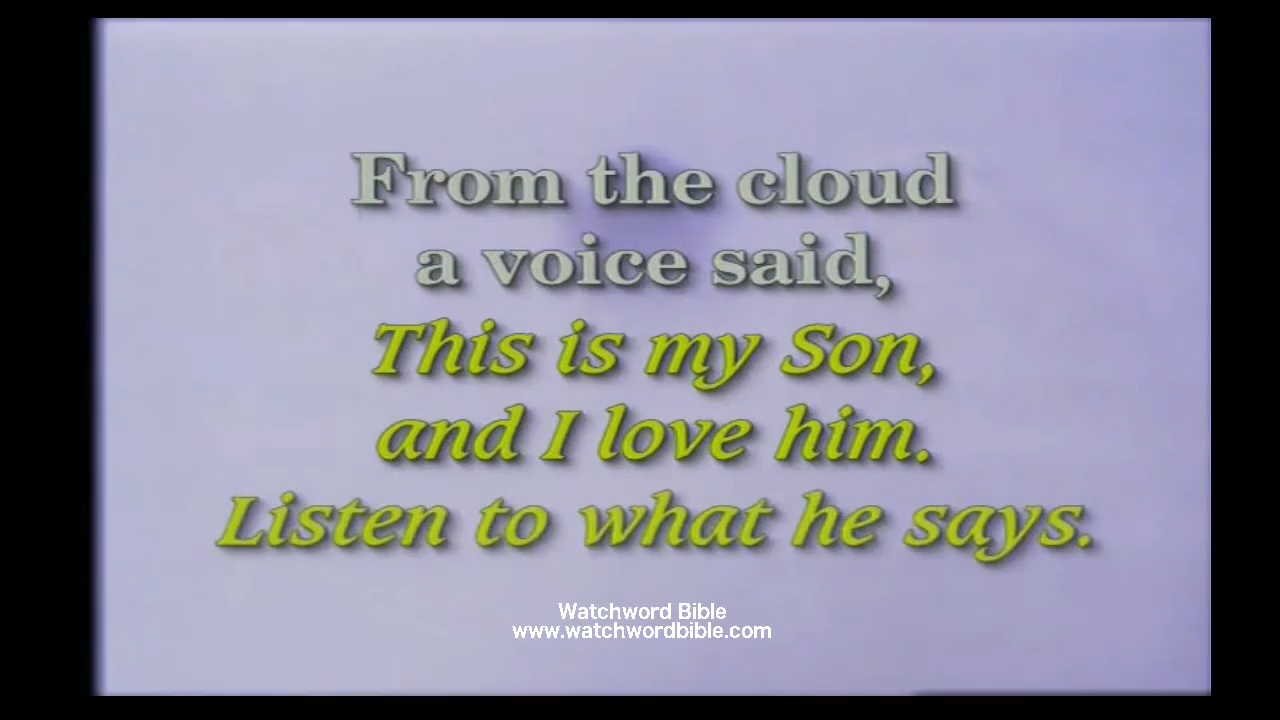 From the cloud
a voice said,
This is my Son,
and I love him.
Listen to what he says.
Watchword Bible
www.watchwordbible.com